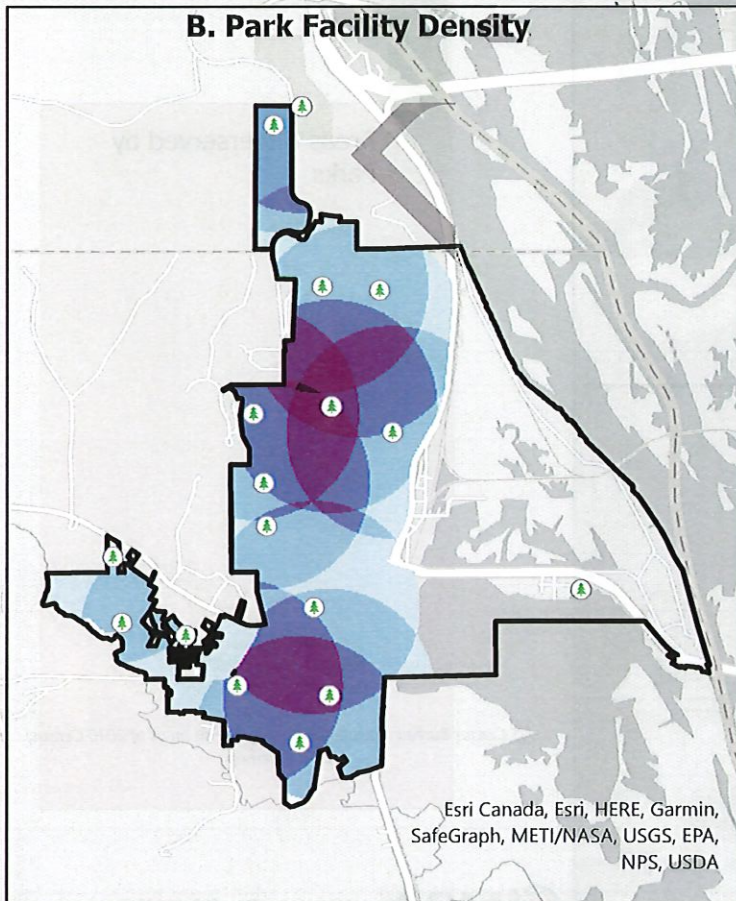 B. Park Facility Density
Esri Canada, Esri, HERE, Garmin,
SafeGraph, METI/NASA, USGS, EPA,
NPS, USDA